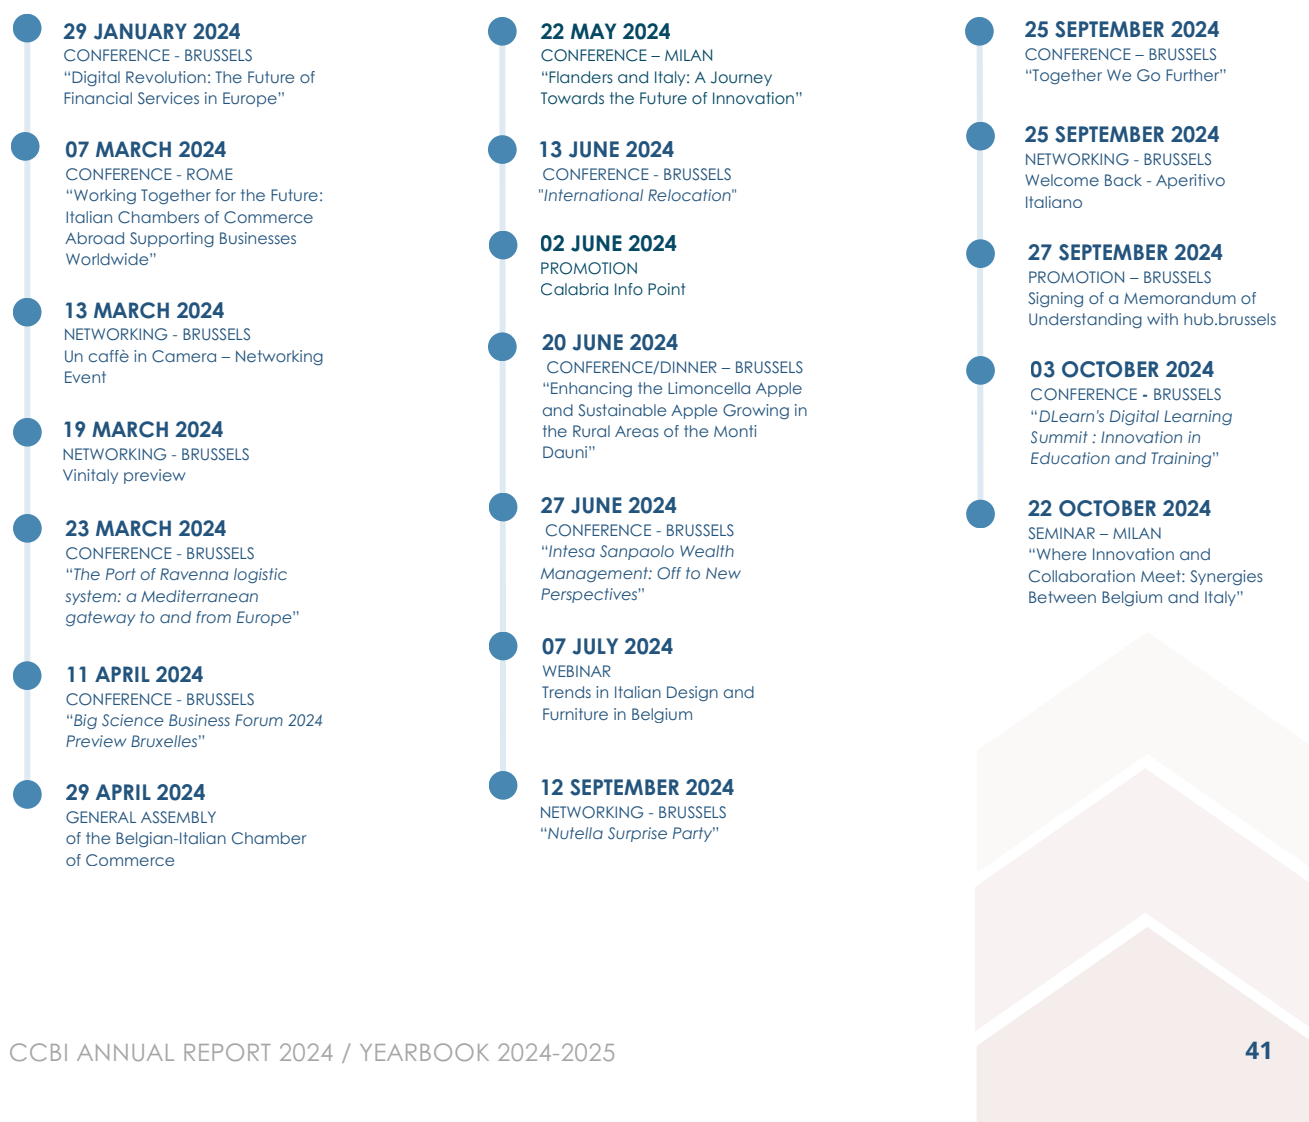 29 JANUARY 2024
CONFERENCE - BRUSSELS
“Digital Revolution: The Future of
Financial Services in Europe”
07 MARCH 2024
CONFERENCE - ROME
“Working Together for the Future:
Italian Chambers of Commerce
Abroad Supporting Businesses
Worldwide”
13 MARCH 2024
NETWORKING - BRUSSELS
Un caffè in Camera – Networking
Event
19 MARCH 2024
NETWORKING - BRUSSELS
Vinitaly preview
23 MARCH 2024
CONFERENCE - BRUSSELS
“The Port of Ravenna logistic
system: a Mediterranean
gateway to and from Europe”
11 APRIL 2024
CONFERENCE - BRUSSELS
“Big Science Business Forum 2024
Preview Bruxelles”
29 APRIL 2024
GENERAL ASSEMBLY
of the Belgian-Italian Chamber
of Commerce
22 MAY 2024
CONFERENCE – MILAN
“Flanders and Italy: A Journey
Towards the Future of Innovation”
13 JUNE 2024
CONFERENCE - BRUSSELS
"International Relocation"
02 JUNE 2024
PROMOTION
Calabria Info Point
20 JUNE 2024
CONFERENCE/DINNER – BRUSSELS
“Enhancing the Limoncella Apple
and Sustainable Apple Growing in
the Rural Areas of the Monti
Dauni”
27 JUNE 2024
CONFERENCE - BRUSSELS
“Intesa Sanpaolo Wealth
Management: Off to New
Perspectives”
07 JULY 2024
WEBINAR
Trends in Italian Design and
Furniture in Belgium
12 SEPTEMBER 2024
NETWORKING - BRUSSELS
“Nutella Surprise Party”
25 SEPTEMBER 2024
CONFERENCE – BRUSSELS
“Together We Go Further”
25 SEPTEMBER 2024
NETWORKING - BRUSSELS
Welcome Back - Aperitivo
Italiano
27 SEPTEMBER 2024
PROMOTION – BRUSSELS
Signing of a Memorandum of
Understanding with hub.brussels
03 OCTOBER 2024
CONFERENCE - BRUSSELS
“DLearn's Digital Learning
Summit : Innovation in
Education and Training”
22 OCTOBER 2024
SEMINAR – MILAN
“Where Innovation and
Collaboration Meet: Synergies
Between Belgium and Italy”
CCBI ANNUAL REPORT 2024 / YEARBOOK 2024-2025
41